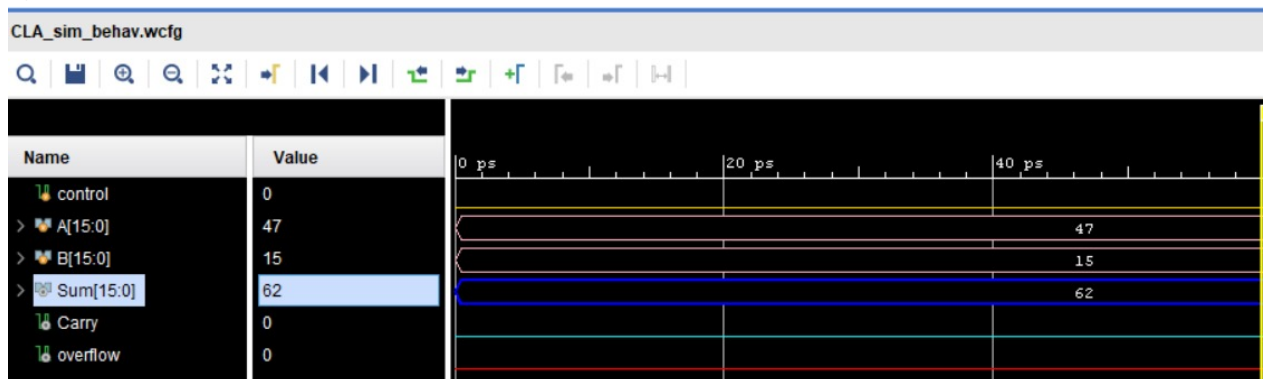 CLA_sim_behav.wcfg
Name Value 0 ps 20 ps 40 ps
control 0
A[15:0] 47 47
B[15:0] 15 15
Sum[15:0] 62 62
Carry 0
overflow 0